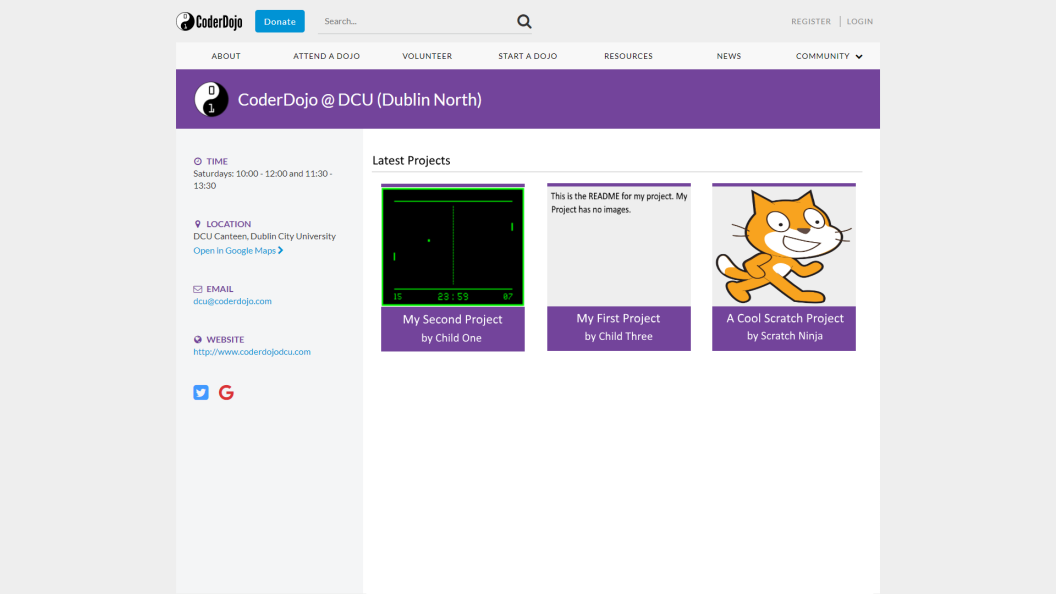 CoderDojo
Donate
Search...
REGISTER
LOGIN
ABOUT
ATTEND A DOJO
VOLUNTEER
START A DOJO
RESOURCES
NEWS
COMMUNITY
0
1
CoderDojo @ DCU (Dublin North)
TIME
Saturdays: 10:00 - 12:00 and 11:30 -
13:30
LOCATION
DCU Canteen, Dublin City University
Open in Google Maps
EMAIL
dcu@coderdojo.com
WEBSITE
http://www.coderdojodcu.com
G
Latest Projects
15 23:59 07
My Second Project
by Child One
This is the README for my project. My
Project has no images.
My First Project
by Child Three
A Cool Scratch Project
by Scratch Ninja